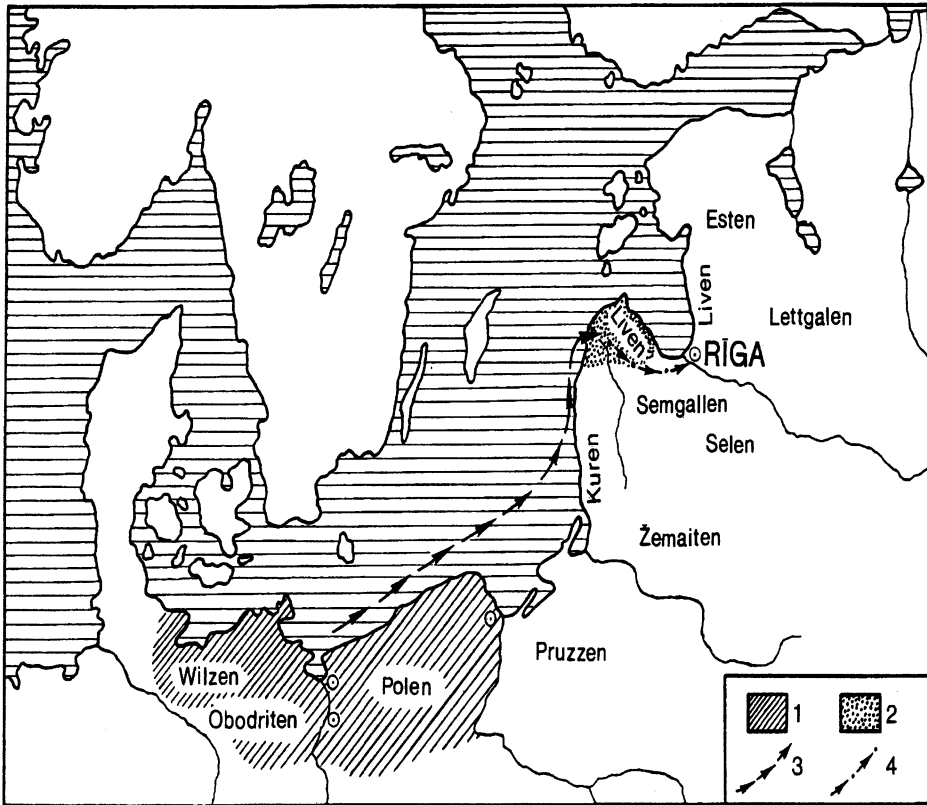 Esten
Liven
Lettgalen
Liven
RĪGA
Semgallen
Selen
Kuren
Žemaiten
Pruzzen
Wilzen
Polen
Obodriten
1 2
3 4